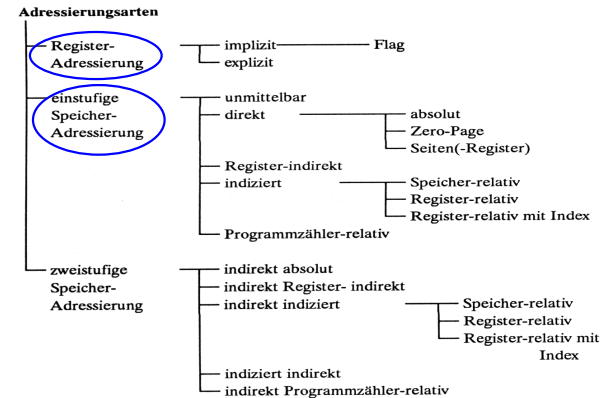 Adressierungsarten
Register- implizit Flag
Adressierung explizit
einstufige unmittelbar
Speicher- direkt absolut
Adressierung Zero-Page
Seiten(-Register)
Register-indirekt
indiziert Speicher-relativ
Register-relativ
Register-relativ mit Index
Programmzähler-relativ
zweistufige indirekt absolut
Speicher- indirekt Register- indirekt
Adressierung indirekt indiziert Speicher-relativ
Register-relativ
Register-relativ mit
Index
indiziert indirekt
indirekt Programmzähler-relativ